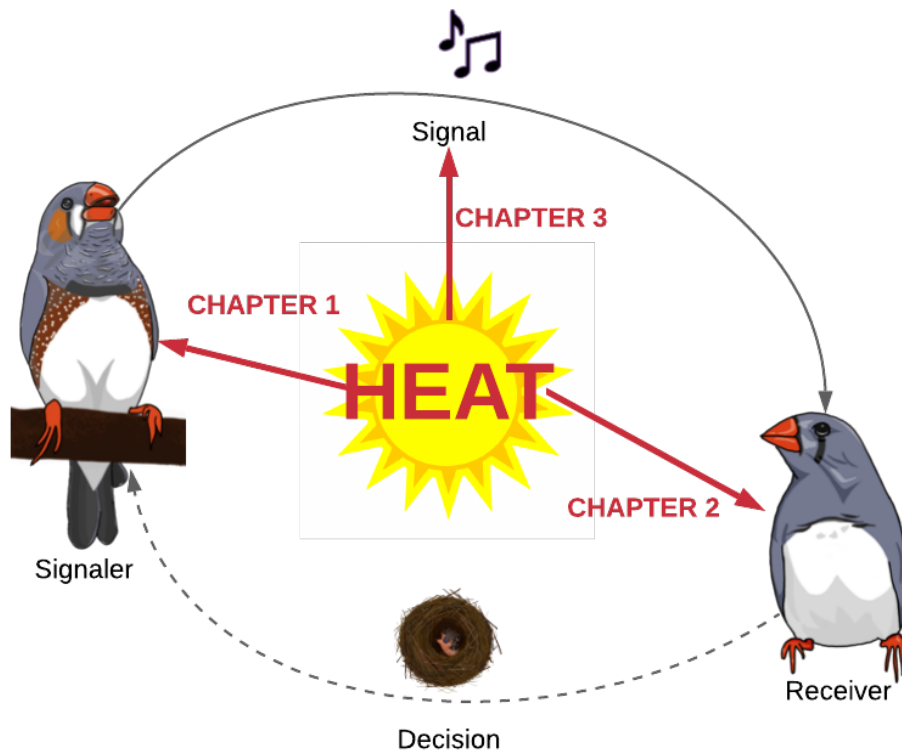 Signal
CHAPTER 3
CHAPTER 1
HEAT
CHAPTER 2
Signaler
Receiver
Decision